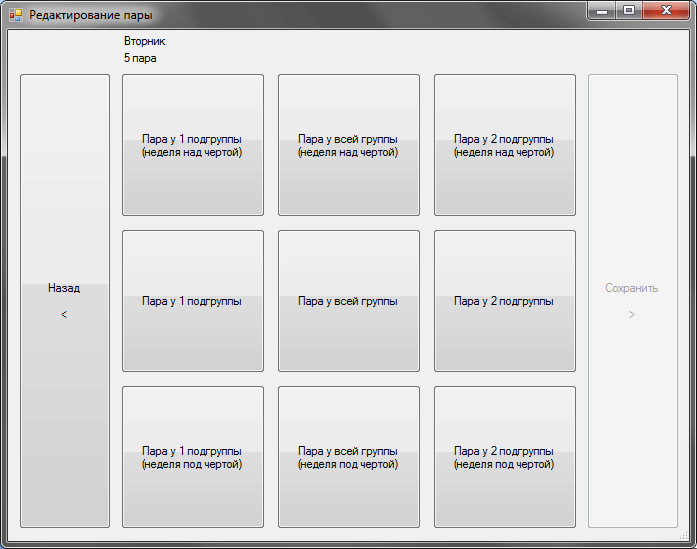 Редактирование пары
Вторник
5 пара
Пара у 1 подгруппы
(неделя над чертой)
Пара у всей группы
(неделя над чертой)
Пара у 2 подгруппы
(неделя над чертой)
Назад
<
Пара у 1 подгруппы
Пара у всей группы
Пара у 2 подгруппы
Сохранить
>
Пара у 1 подгруппы
(неделя под чертой)
Пара у всей группы
(неделя под чертой)
Пара у 2 подгруппы
(неделя под чертой)